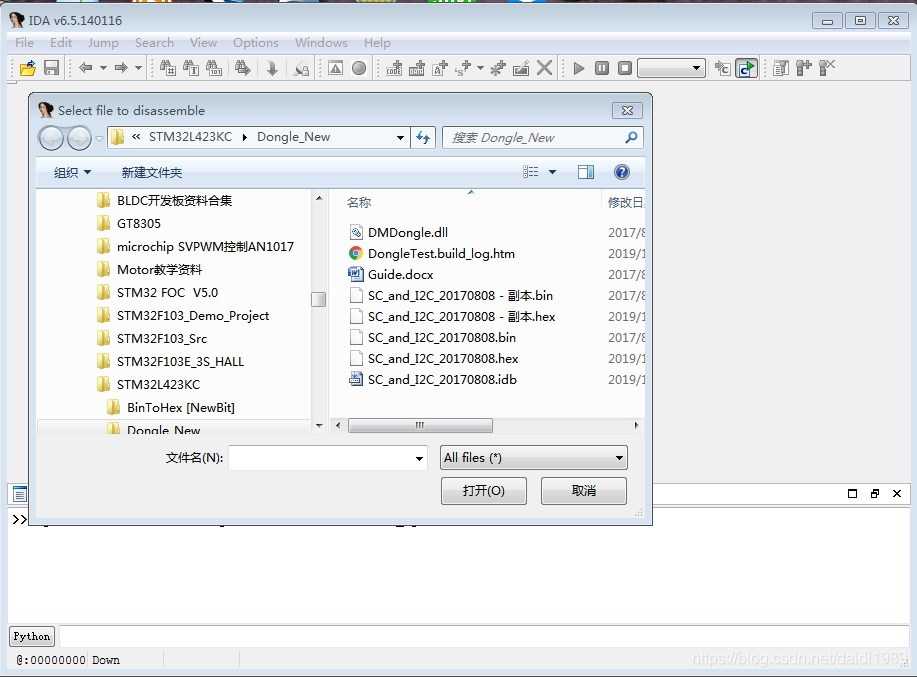 IDA v6.5.140116
File Edit Jump Search View Options Windows Help
Select file to disassemble
« STM32L423KC Dongle_New
搜索 Dongle_New
组织 新建文件夹
BLDC开发板资料合集
GT8305
microchip SVPWM控制AN1017
Motor教学资料
STM32 FOC V5.0
STM32F103_Demo_Project
STM32F103_Src
STM32F103E_3S_HALL
STM32L423KC
BinToHex [NewBit]
Dongle_New
名称 修改日
DMDongle.dll 2017/8
DongleTest.build_log.htm 2019/1
Guide.docx 2017/8
SC_and_I2C_20170808 - 副本.bin 2017/8
SC_and_I2C_20170808 - 副本.hex 2019/1
SC_and_I2C_20170808.bin 2017/8
SC_and_I2C_20170808.hex 2019/1
SC_and_I2C_20170808.idb 2019/1
文件名(N): All files (*)
打开(O) 取消
>>
Python
@:00000000 Down
https://blog.csdn.net/daidi1989